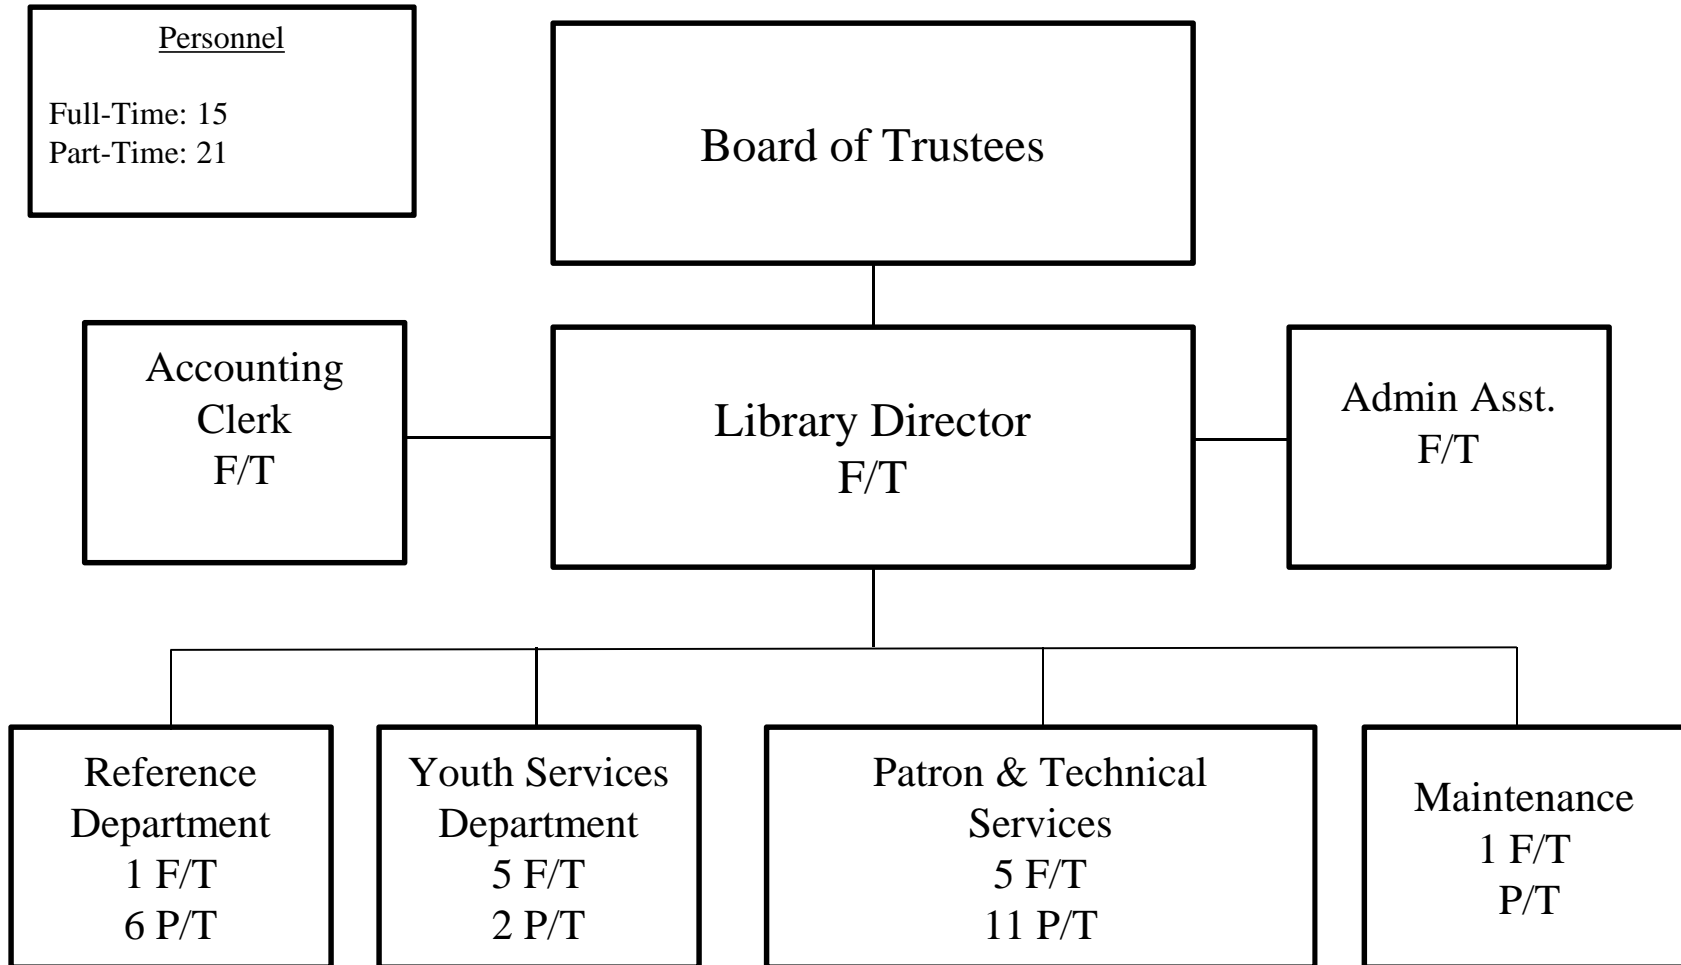 Personnel
Full-Time: 15
Part-Time: 21
Board of Trustees
Accounting
Clerk
F/T
Library Director
F/T
Admin Asst.
F/T
Reference
Department
1 F/T
6 P/T
Youth Services
Department
5 F/T
2 P/T
Patron & Technical
Services
5 F/T
11 P/T
Maintenance
1 F/T
P/T